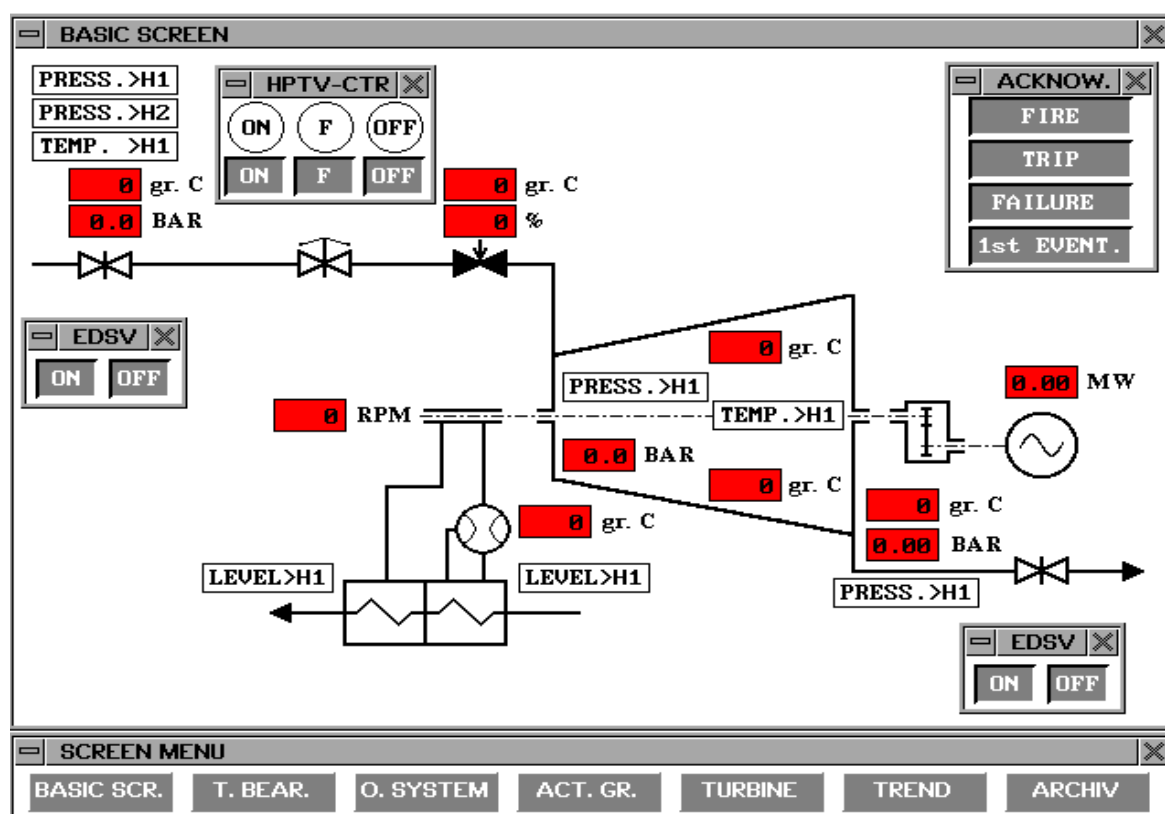 BASIC SCREEN
PRESS.>H1
PRESS.>H2
TEMP. >H1
HPTV-CTR
ON F OFF
ON F OFF
ACKNOW.
FIRE
TRIP
FAILURE
1st EVENT.
0 gr. C
0.0 BAR
0 gr. C
0 %
EDSV
ON OFF
0 gr. C
PRESS.>H1
0.00 MW
0 RPM
TEMP.>H1
0.0 BAR
0 gr. C
0 gr. C
0 gr. C
0.00 BAR
LEVEL>H1
LEVEL>H1
PRESS.>H1
EDSV
ON OFF
SCREEN MENU
BASIC SCR. T. BEAR. O. SYSTEM ACT. GR. TURBINE TREND ARCHIV